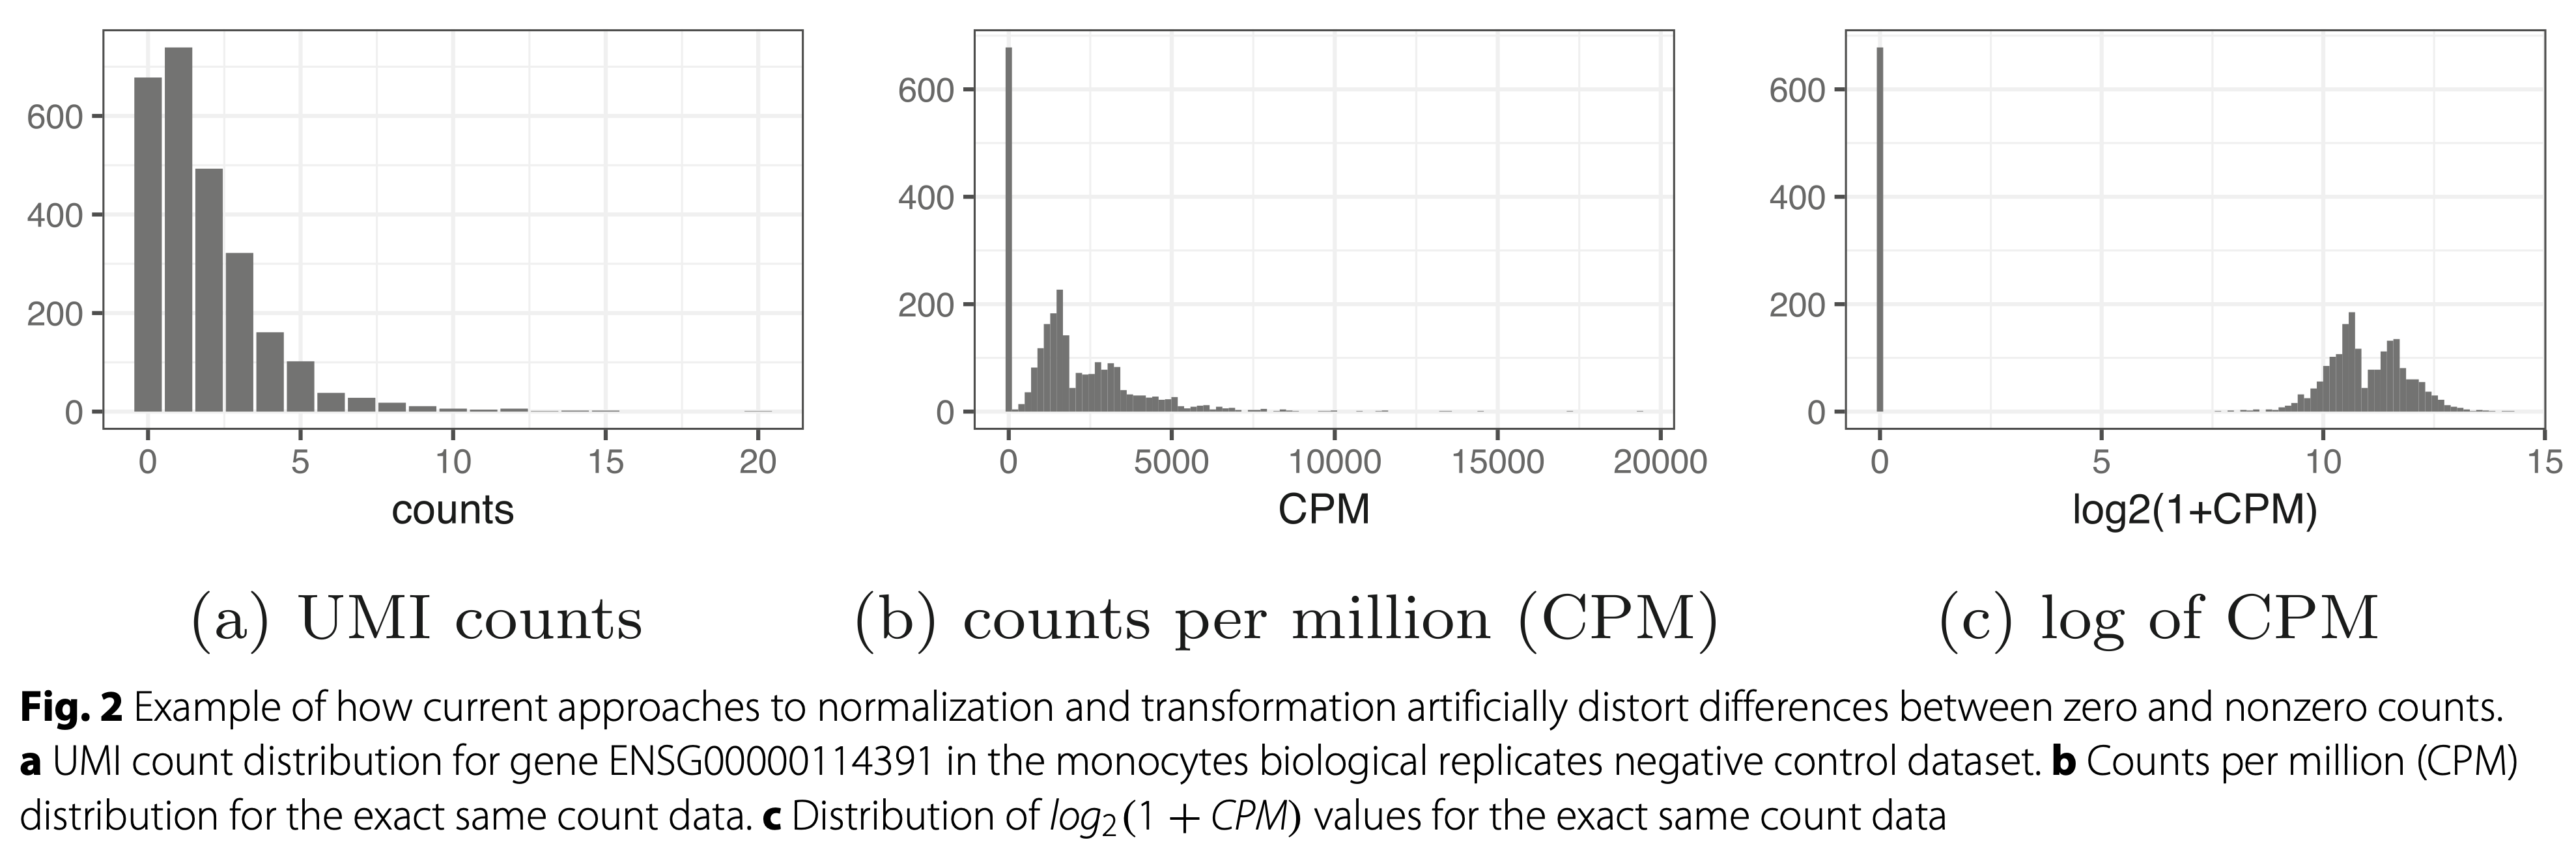 600
400
200
0
0 5 10 15 20
counts
600
400
200
0
0 5000 10000 15000 20000
CPM
600
400
200
0
0 5 10 15
log2(1+CPM)
(a) UMI counts
(b) counts per million (CPM)
(c) log of CPM
Fig. 2 Example of how current approaches to normalization and transformation artificially distort differences between zero and nonzero counts.
a UMI count distribution for gene ENSG00000114391 in the monocytes biological replicates negative control dataset. b Counts per million (CPM)
distribution for the exact same count data. c Distribution of log₂(1 + CPM) values for the exact same count data